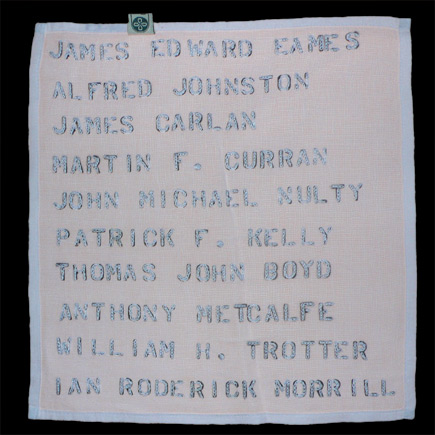 JAMES EDWARD EAMES
ALFRED JOHNSTON
JAMES CARLAN
MARTIN F. CURRAN
JOHN MICHAEL NULTY
PATRICK F. KELLY
THOMAS JOHN BOYD
ANTHONY METCALFE
WILLIAM H. TROTTER
IAN RODERICK MORRILL